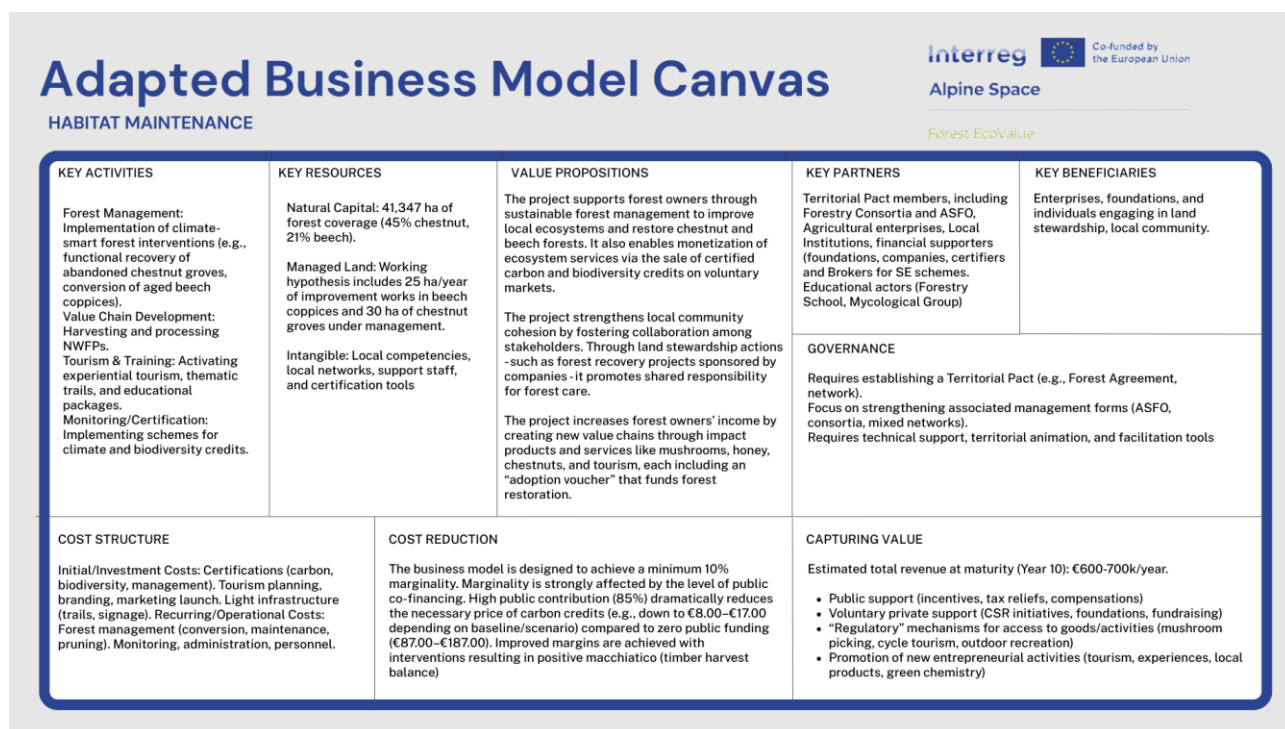 Adapted Business Model Canvas
HABITAT MAINTENANCE
Interreg
Co-funded by
the European Union
Alpine Space
Forest EcoValue
KEY ACTIVITIES
Forest Management:
Implementation of climate-
smart forest interventions (e.g.,
functional recovery of
abandoned chestnut groves,
conversion of aged beech
coppices).
Value Chain Development:
Harvesting and processing
NWFPs.
Tourism & Training: Activating
experiential tourism, thematic
trails, and educational
packages.
Monitoring/Certification:
Implementing schemes for
climate and biodiversity credits.
KEY RESOURCES
Natural Capital: 41,347 ha of
forest coverage (45% chestnut,
21% beech).
Managed Land: Working
hypothesis includes 25 ha/year
of improvement works in beech
coppices and 30 ha of chestnut
groves under management.
Intangible: Local competencies,
local networks, support staff,
and certification tools
VALUE PROPOSITIONS
The project supports forest owners through
sustainable forest management to improve
local ecosystems and restore chestnut and
beech forests. It also enables monetization of
ecosystem services via the sale of certified
carbon and biodiversity credits on voluntary
markets.
The project strengthens local community
cohesion by fostering collaboration among
stakeholders. Through land stewardship actions
- such as forest recovery projects sponsored by
companies - it promotes shared responsibility
for forest care.
The project increases forest owners' income by
creating new value chains through impact
products and services like mushrooms, honey,
chestnuts, and tourism, each including an
“adoption voucher” that funds forest
restoration.
KEY PARTNERS
Territorial Pact members, including
Forestry Consortia and ASFO,
Agricultural enterprises, Local
Institutions, financial supporters
(foundations, companies, certifiers
and Brokers for SE schemes.
Educational actors (Forestry
School, Mycological Group)
KEY BENEFICIARIES
Enterprises, foundations, and
individuals engaging in land
stewardship, local community.
GOVERNANCE
Requires establishing a Territorial Pact (e.g., Forest Agreement,
network).
Focus on strengthening associated management forms (ASFO,
consortia, mixed networks).
Requires technical support, territorial animation, and facilitation tools
COST STRUCTURE
Initial/Investment Costs: Certifications (carbon,
biodiversity, management). Tourism planning,
branding, marketing launch. Light infrastructure
(trails, signage). Recurring/Operational Costs:
Forest management (conversion, maintenance,
pruning). Monitoring, administration, personnel.
COST REDUCTION
The business model is designed to achieve a minimum 10%
marginality. Marginality is strongly affected by the level of public
co-financing. High public contribution (85%) dramatically reduces
the necessary price of carbon credits (e.g., down to €8.00–€17.00
depending on baseline/scenario) compared to zero public funding
(€87.00–€187.00). Improved margins are achieved with
interventions resulting in positive macchiatico (timber harvest
balance)
CAPTURING VALUE
Estimated total revenue at maturity (Year 10): €600-700k/year.
• Public support (incentives, tax reliefs, compensations)
• Voluntary private support (CSR initiatives, foundations, fundraising)
• “Regulatory” mechanisms for access to goods/activities (mushroom
picking, cycle tourism, outdoor recreation)
• Promotion of new entrepreneurial activities (tourism, experiences, local
products, green chemistry)